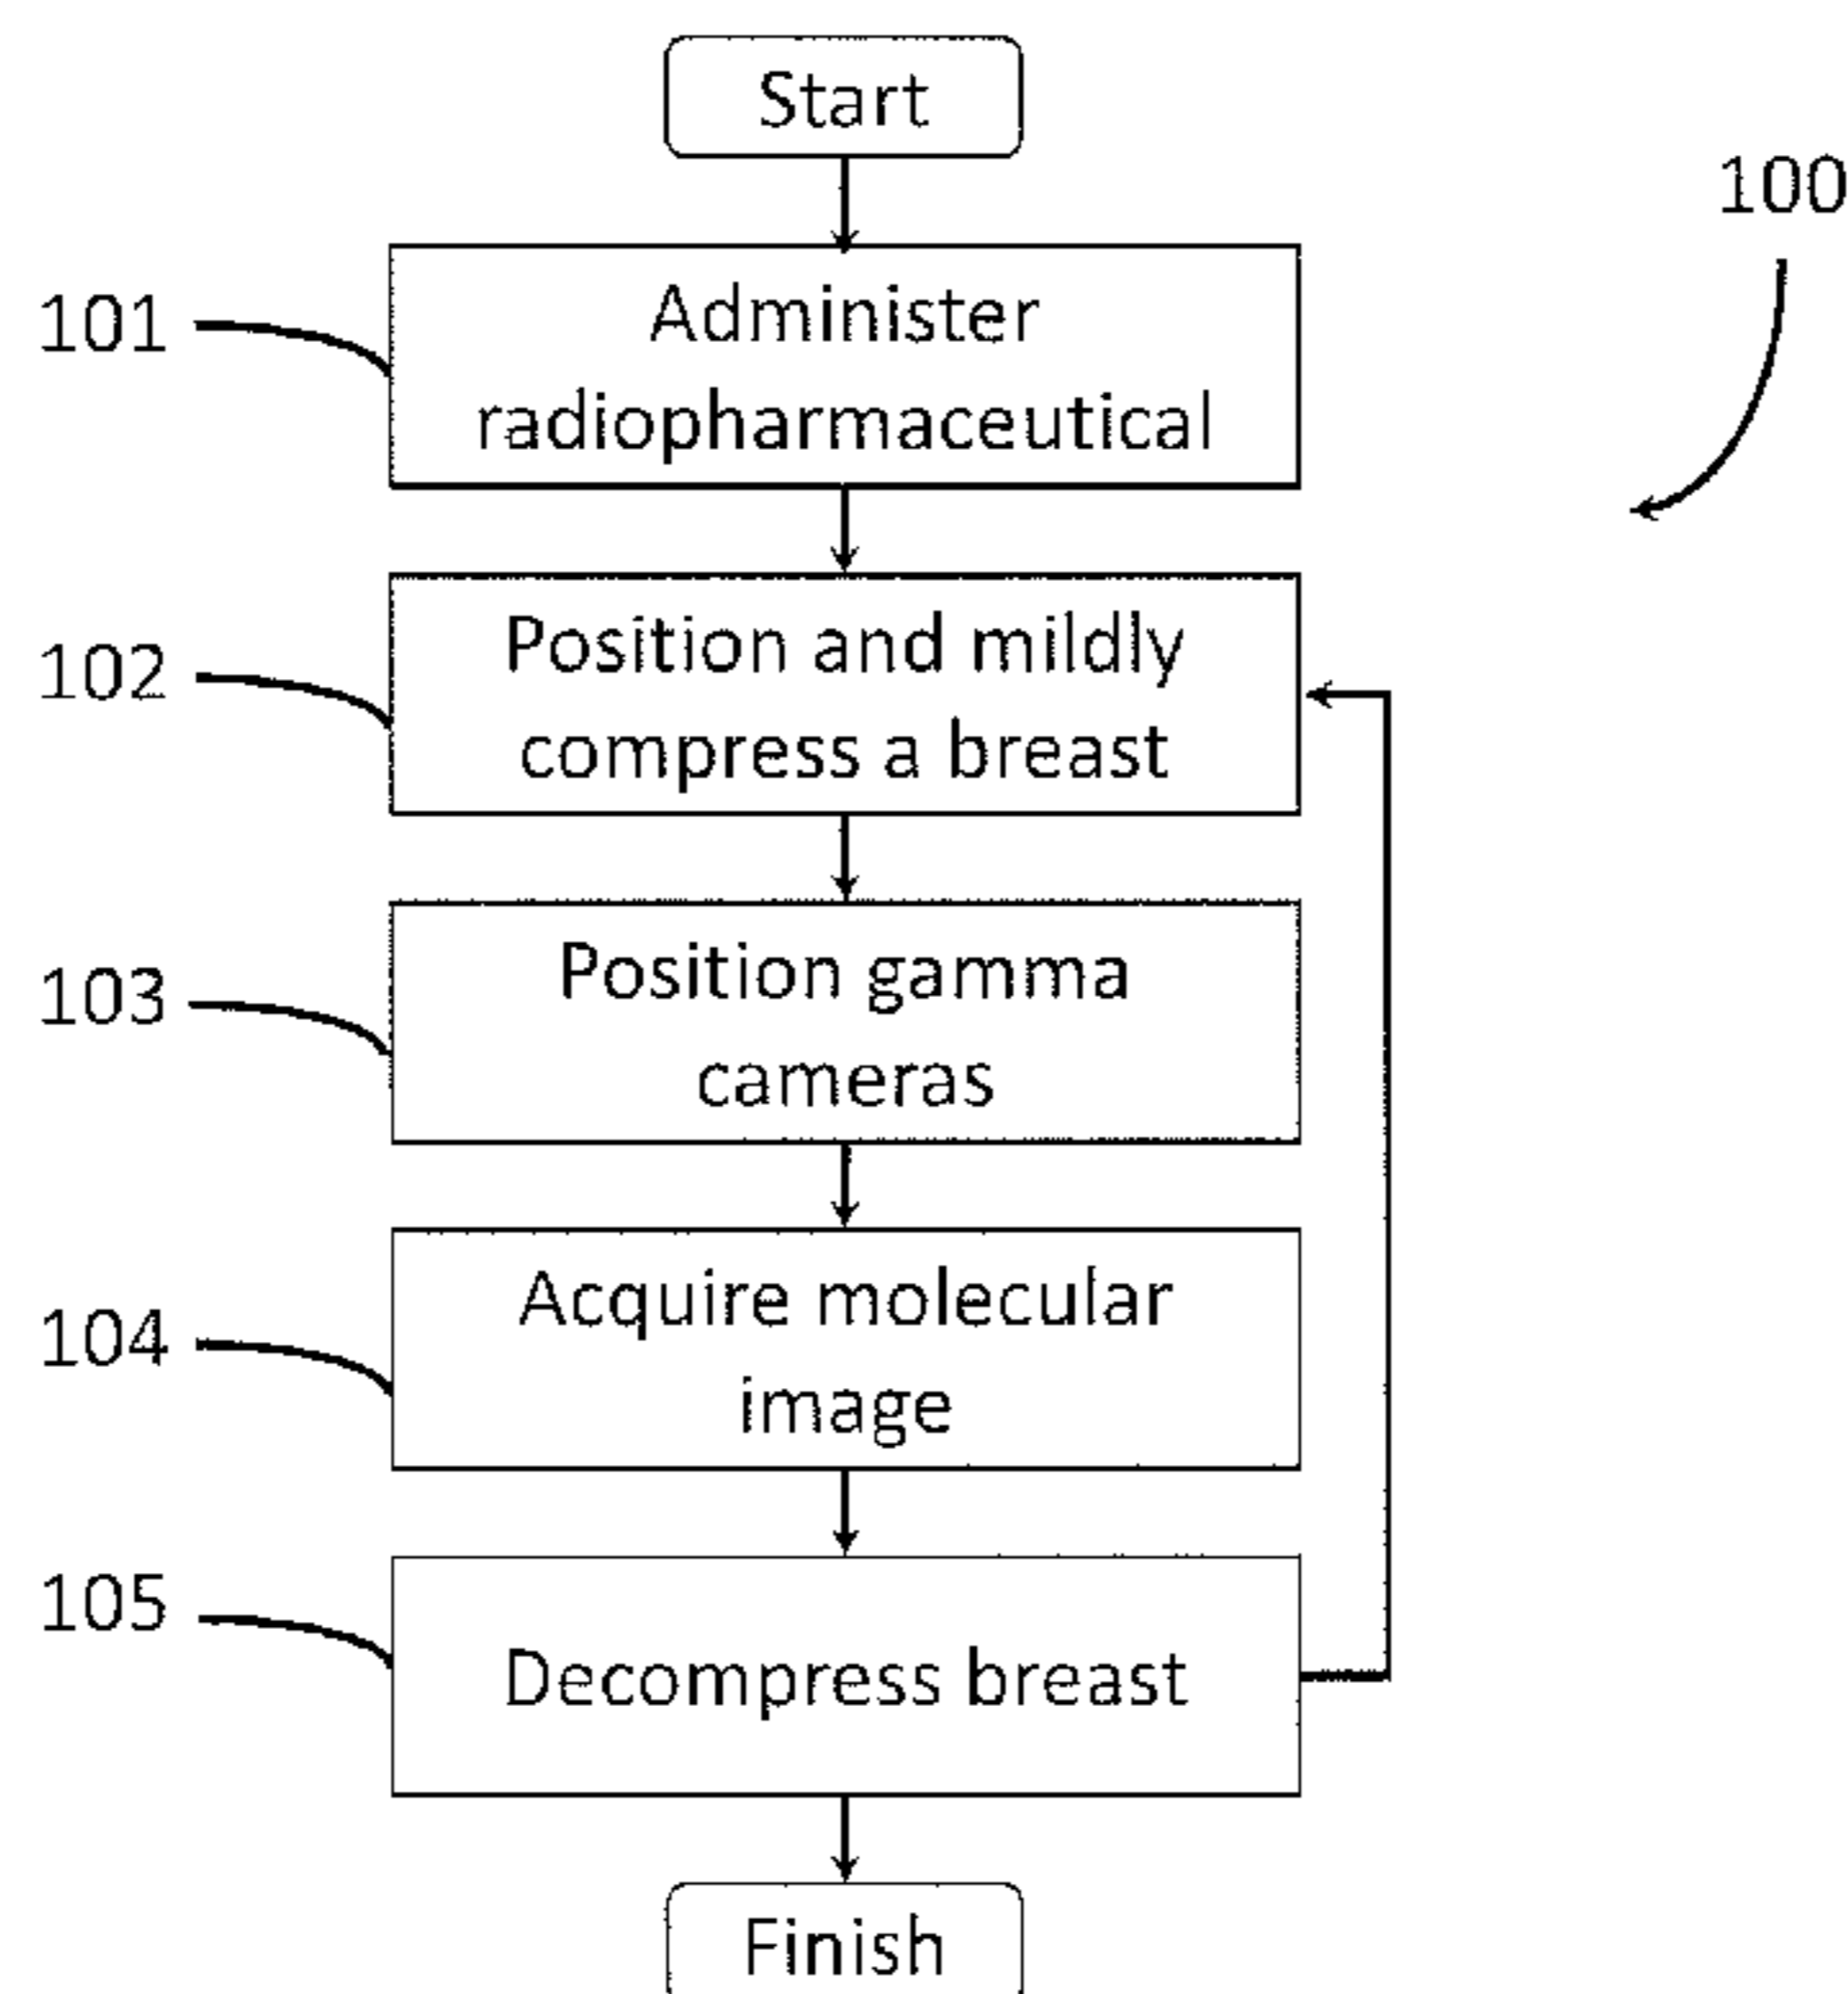 Start
100
101
Administer
radiopharmaceutical
102
Position and mildly
compress a breast
103
Position gamma
cameras
104
Acquire molecular
image
105
Decompress breast
Finish